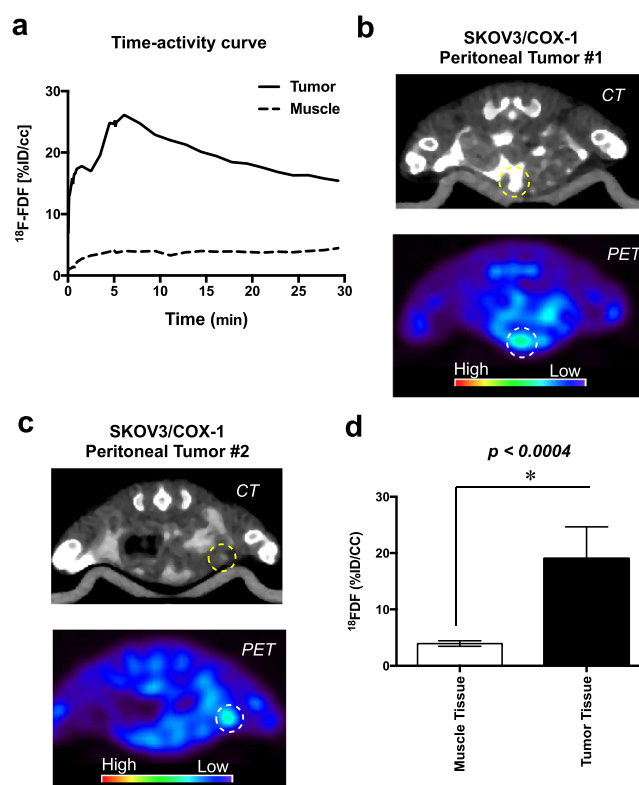 a
Time-activity curve
30
20
10
0
18F-FDF [%ID/cc]
Tumor
Muscle
0 5 10 15 20 25 30
Time (min)
b
SKOV3/COX-1
Peritoneal Tumor #1
CT
PET
High Low
c
SKOV3/COX-1
Peritoneal Tumor #2
CT
PET
High Low
d
p < 0.0004
*
30
20
10
0
18FDF (%ID/CC)
Muscle Tissue
Tumor Tissue